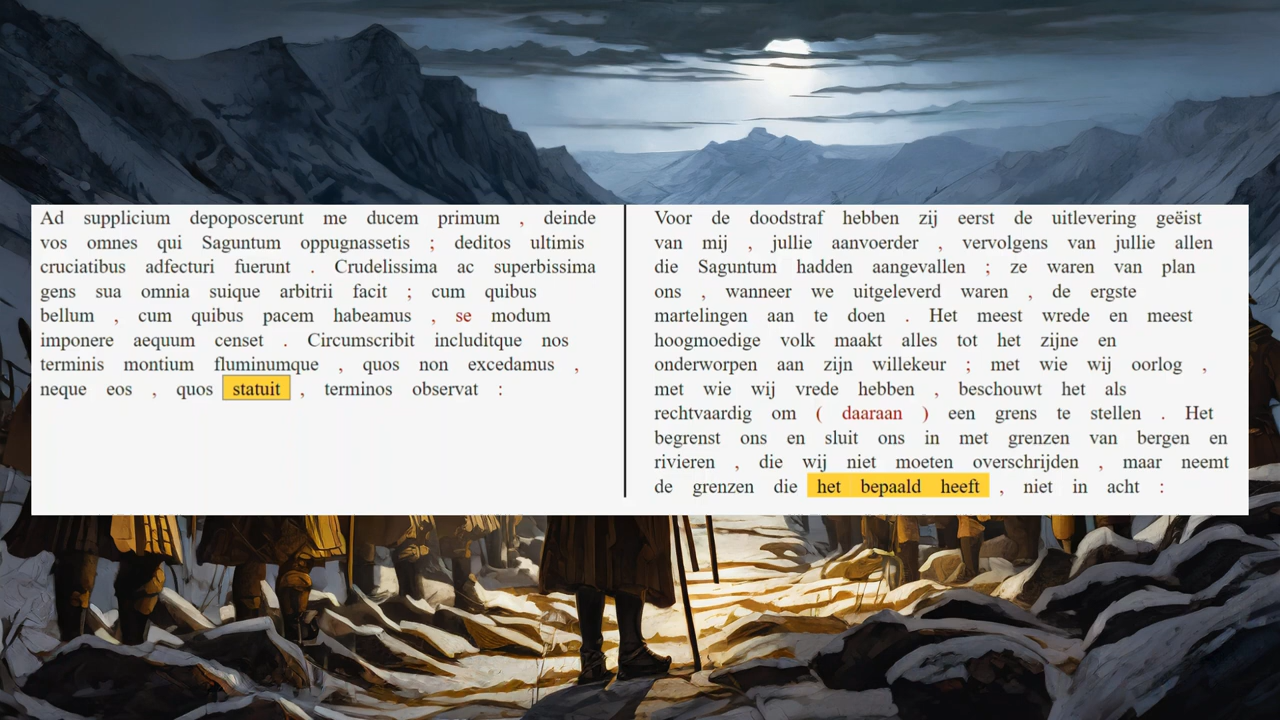 Ad supplicium depoposcerunt me ducem primum , deinde
vos omnes qui Saguntum oppugnassetis ; deditos ultimis
cruciatibus adfecturi fuerunt . Crudelissima ac superbissima
gens sua omnia suique arbitrii facit ; cum quibus
bellum , cum quibus pacem habeamus , se modum
imponere aequum censet . Circumscribit includitque nos
terminis montium fluminumque , quos non excedamus ,
neque eos , quos statuit , terminos observat :
Voor de doodstraf hebben zij eerst de uitlevering geëist
van mij , jullie aanvoerder , vervolgens van jullie allen
die Saguntum hadden aangevallen ; ze waren van plan
ons , wanneer we uitgeleverd waren , de ergste
martelingen aan te doen . Het meest wrede en meest
hoogmoedige volk maakt alles tot het zijne en
onderworpen aan zijn willekeur ; met wie wij oorlog ,
met wie wij vrede hebben , beschouwt het als
rechtvaardig om ( daaraan ) een grens te stellen . Het
begrenst ons en sluit ons in met grenzen van bergen en
rivieren , die wij niet moeten overschrijden , maar neemt
de grenzen die het bepaald heeft , niet in acht :